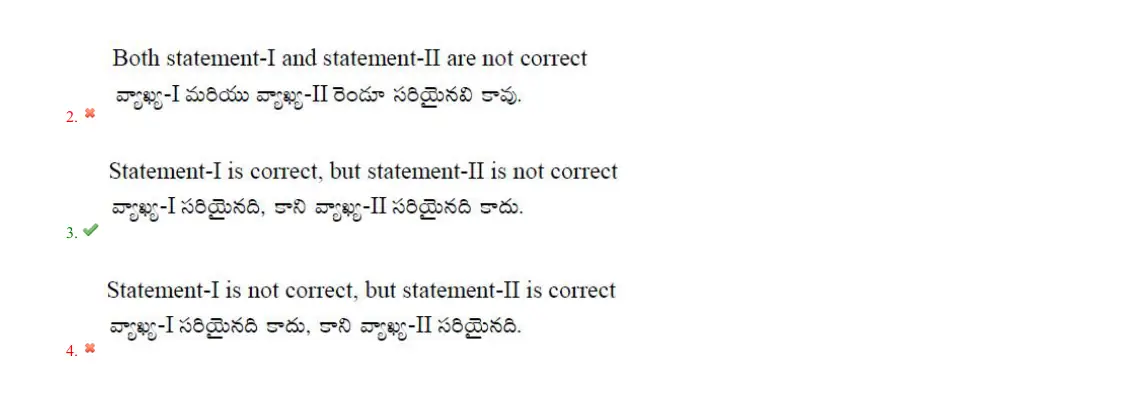 Both statement-I and statement-II are not correct
వ్యాఖ్య-I మరియు వ్యాఖ్య-II రెండూ సరియైనవి కావు.
2.
Statement-I is correct, but statement-II is not correct
వ్యాఖ్య-I సరియైనది, కాని వ్యాఖ్య-II సరియైనది కాదు.
3.
Statement-I is not correct, but statement-II is correct
వ్యాఖ్య-I సరియైనది కాదు, కాని వ్యాఖ్య-II సరియైనది.
4.